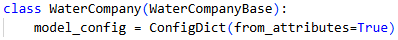 class WaterCompany(WaterCompanyBase):
    model_config = ConfigDict(from_attributes=True)